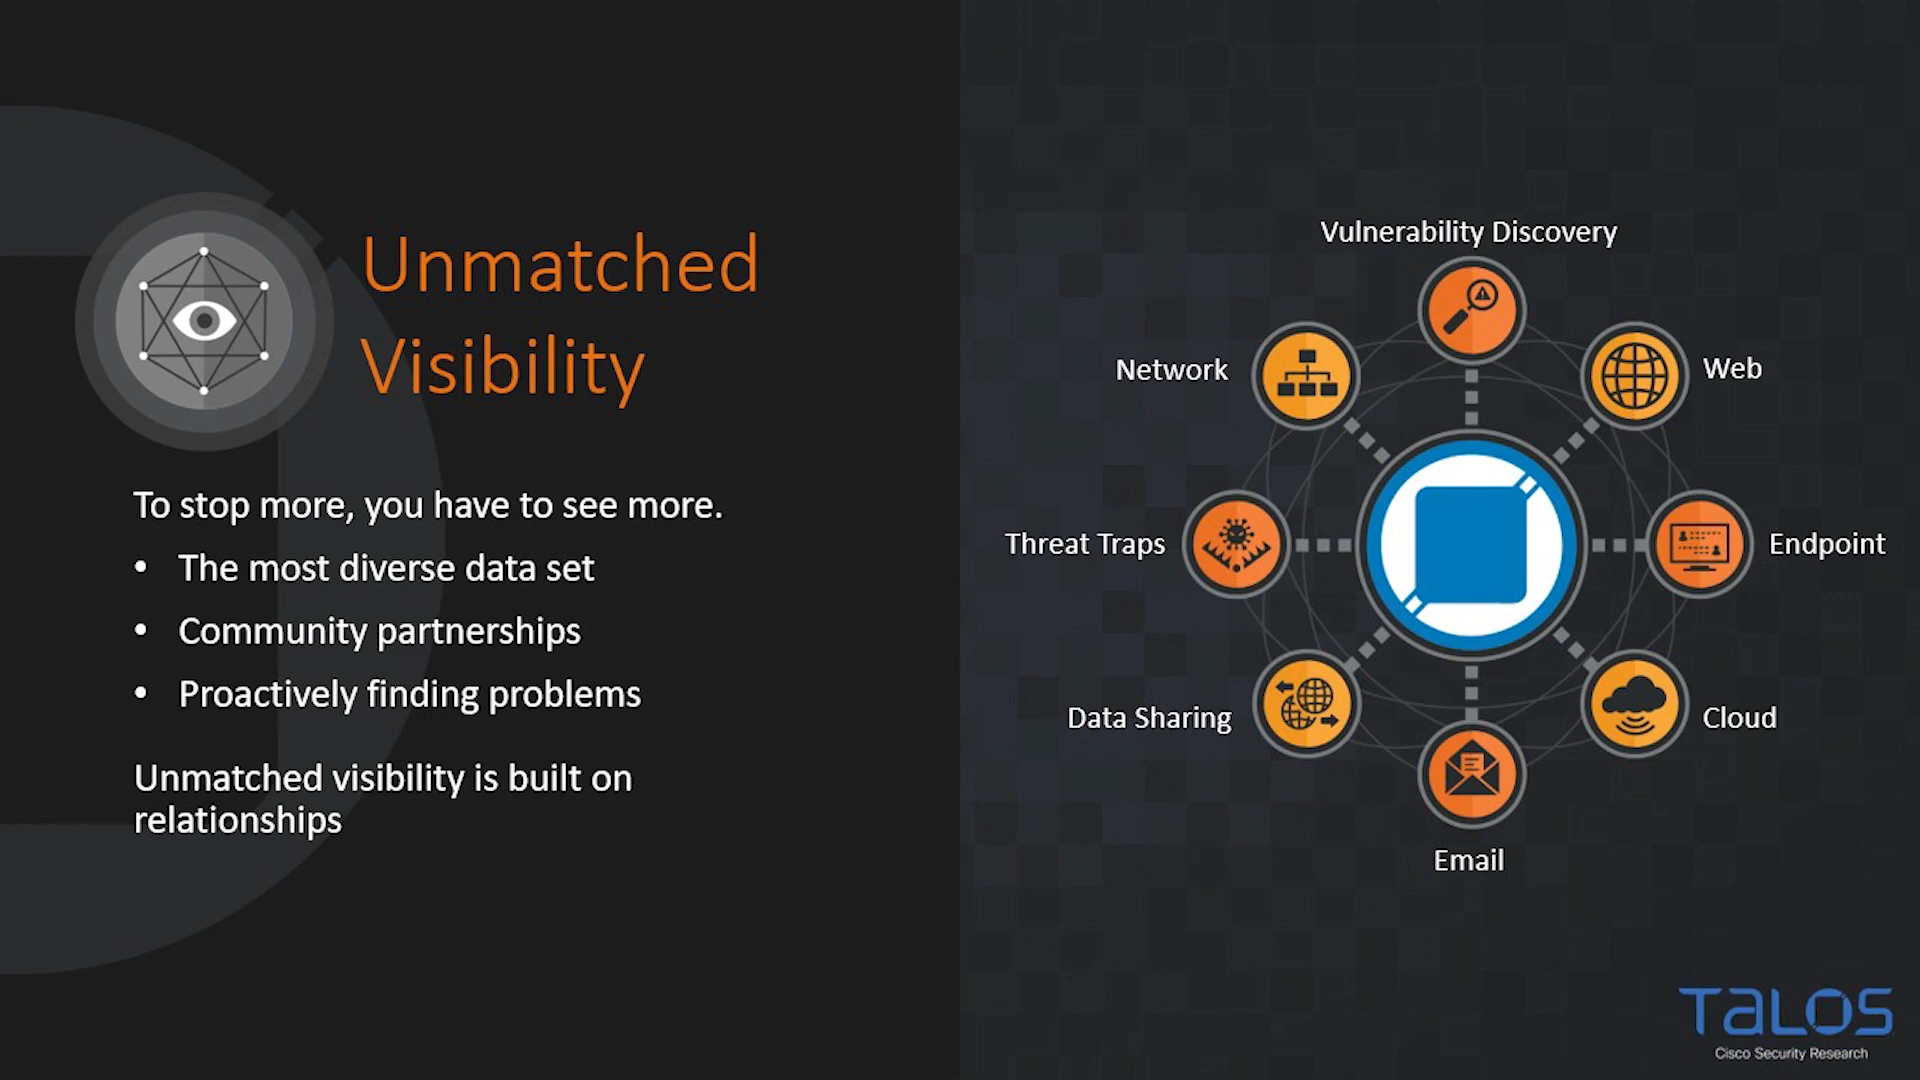 Unmatched
Visibility
To stop more, you have to see more.
• The most diverse data set
• Community partnerships
• Proactively finding problems
Unmatched visibility is built on
relationships
Vulnerability Discovery
Network
Web
Threat Traps
Endpoint
Data Sharing
Cloud
Email
TALOS
Cisco Security Research